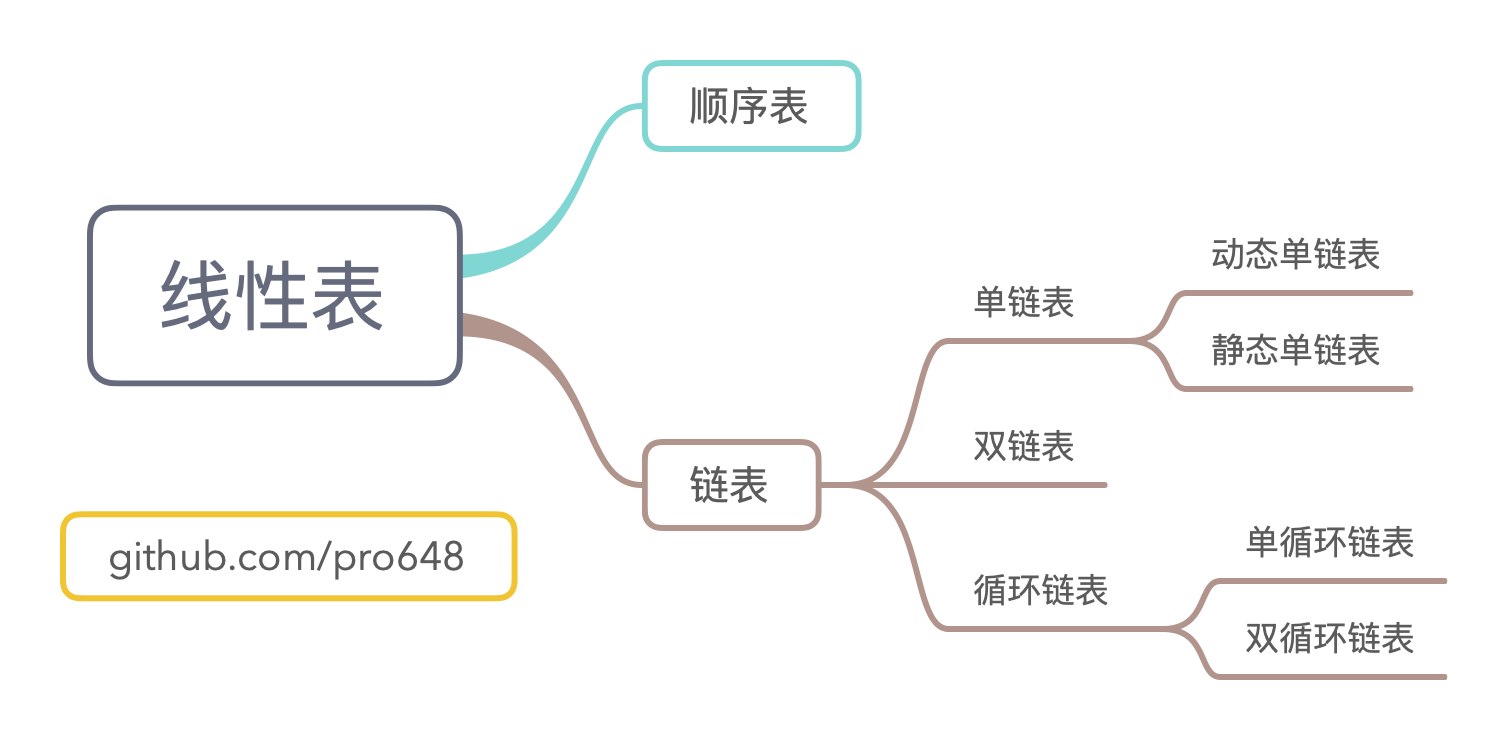 线性表
顺序表
链表
单链表
动态单链表
静态单链表
双链表
循环链表
单循环链表
双循环链表
github.com/pro648